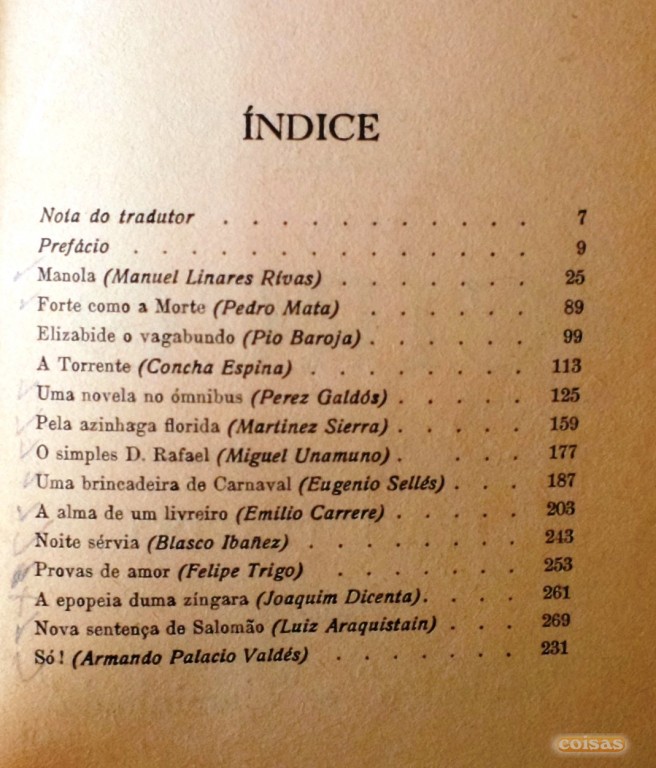 ÍNDICE
Nota do tradutor . . . . . . . . . . . 7
Prefácio . . . . . . . . . . . . . . 9
Manola (Manuel Linares Rivas) . . . . . . . 25
Forte como a Morte (Pedro Mata) . . . . . . 89
Elizabide o vagabundo (Pio Baroja) . . . . . . 99
A Torrente (Concha Espina) . . . . . . . . 113
Uma novela no ómnibus (Perez Galdós) . . . . . 125
Pela azinhaga florida (Martinez Sierra) . . . . . 159
O simples D. Rafael (Miguel Unamuno) . . . . 177
Uma brincadeira de Carnaval (Eugenio Sellés) . . . 187
A alma de um livreiro (Emilio Carrere) . . . . . 203
Noite sérvia (Blasco Ibañez) . . . . . . . . 243
Provas de amor (Felipe Trigo) . . . . . . . 253
A epopeia duma zíngara (Joaquim Dicenta) . . . . 261
Nova sentença de Salomão (Luiz Araquistain) . . . 269
Só! (Armando Palacio Valdés) . . . . . . . 231
coisas